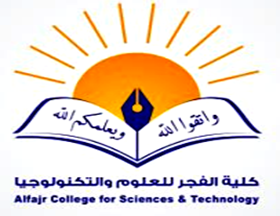 واتقوا الله ويعلمكم الله
كلية الفجر للعلوم والتكنولوجيا
Alfajr College for Sciences & Technology